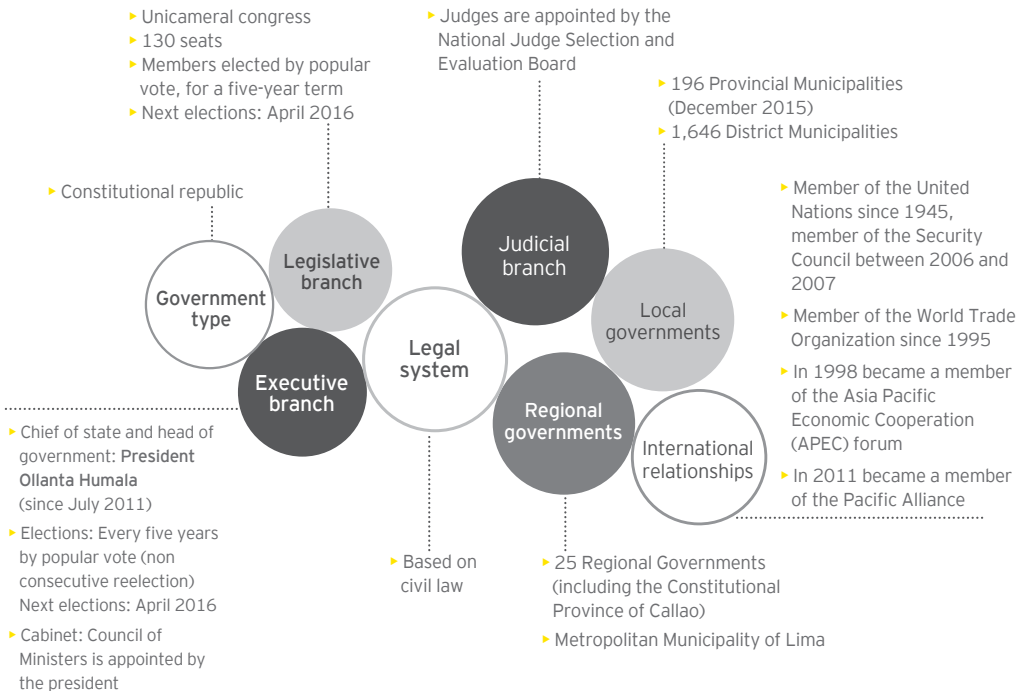 ► Unicameral congress
► 130 seats
► Members elected by popular
vote, for a five-year term
► Next elections: April 2016
► Judges are appointed by the
National Judge Selection and
Evaluation Board
► 196 Provincial Municipalities
(December 2015)
► 1,646 District Municipalities
► Constitutional republic
► Member of the United
Nations since 1945,
member of the Security
Council between 2006 and
2007
► Member of the World Trade
Organization since 1995
► In 1998 became a member
of the Asia Pacific
Economic Cooperation
(APEC) forum
► In 2011 became a member
of the Pacific Alliance
Government
type
Legislative
branch
Executive
branch
Legal
system
Judicial
branch
Local
governments
Regional
governments
International
relationships
► Chief of state and head of
government: President
Ollanta Humala
(since July 2011)
► Elections: Every five years
by popular vote (non
consecutive reelection)
Next elections: April 2016
► Cabinet: Council of
Ministers is appointed by
the president
► Based on
civil law
► 25 Regional Governments
(including the Constitutional
Province of Callao)
► Metropolitan Municipality of Lima